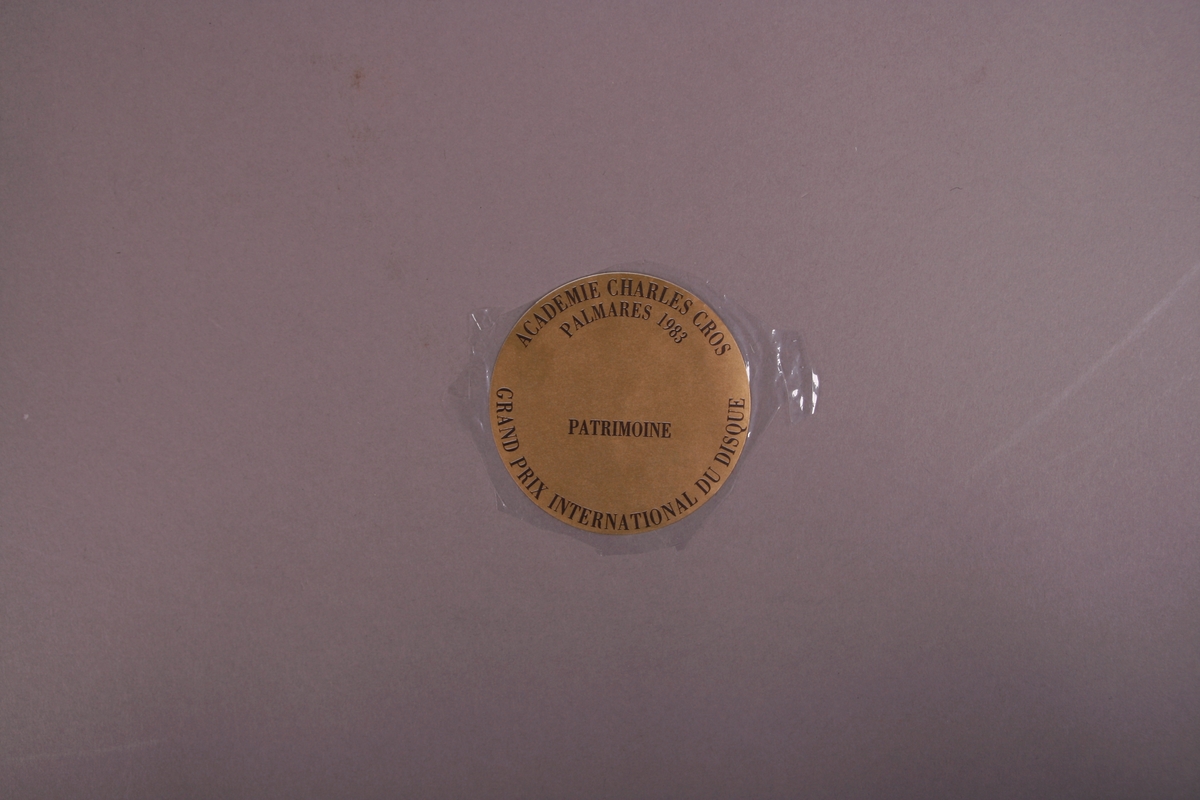 ACADEMIE CHARLES CROS
PALMARES 1983
PATRIMOINE
GRAND PRIX INTERNATIONAL DU DISQUE